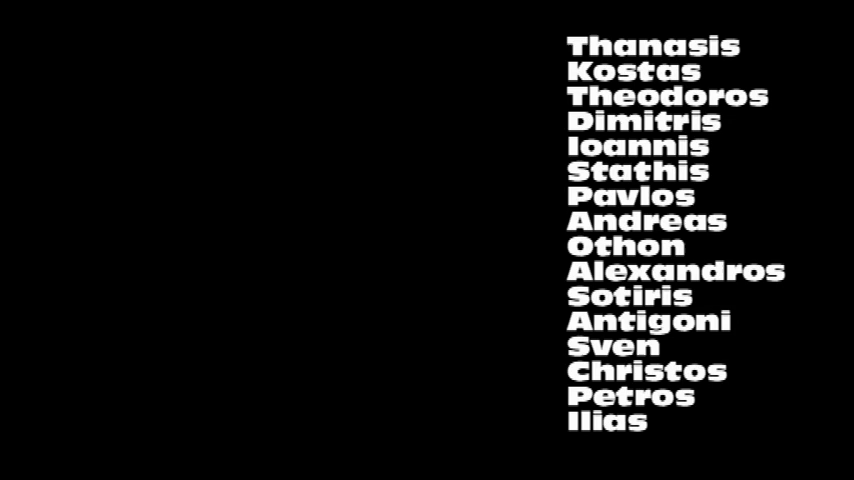 Thanasis
Kostas
Theodoros
Dimitris
Ioannis
Stathis
Pavlos
Andreas
Othon
Alexandros
Sotiris
Antigoni
Sven
Christos
Petros
Ilias